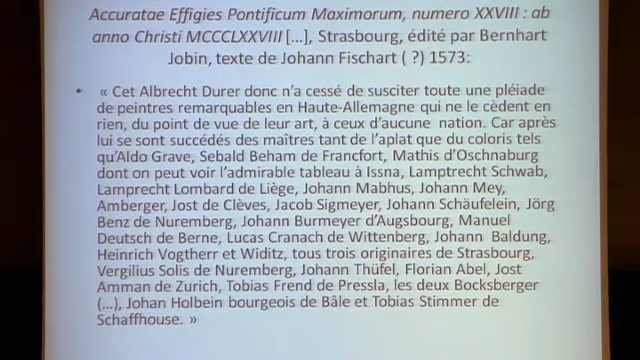 Accuratae Effigies Pontificum Maximorum, numero XXVIII : ab
anno Christi MCCCLXXVIII [...], Strasbourg, édité par Bernhart
Jobin, texte de Johann Fischart ( ?) 1573:
• « Cet Albrecht Durer donc n'a cessé de susciter toute une pléiade
de peintres remarquables en Haute-Allemagne qui ne le cèdent en
rien, du point de vue de leur art, à ceux d'aucune nation. Car après
lui se sont succédés des maîtres tant de l'aplat que du coloris tels
qu'Aldo Grave, Sebald Beham de Francfort, Mathis d'Oschnaburg
dont on peut voir l'admirable tableau à Issna, Lamptrecht Schwab,
Lamprecht Lombard de Liège, Johann Mabhus, Johann Mey,
Amberger, Jost de Clèves, Jacob Sigmeyer, Johann Schäufelein, Jörg
Benz de Nuremberg, Johann Burmeyer d'Augsbourg, Manuel
Deutsch de Berne, Lucas Cranach de Wittenberg, Johann Baldung,
Heinrich Vogtherr et Widitz, tous trois originaires de Strasbourg,
Vergilius Solis de Nuremberg, Johann Thüfel, Florian Abel, Jost
Amman de Zurich, Tobias Frend de Pressla, les deux Bocksberger
(...), Johan Holbein bourgeois de Bâle et Tobias Stimmer de
Schaffhouse. »